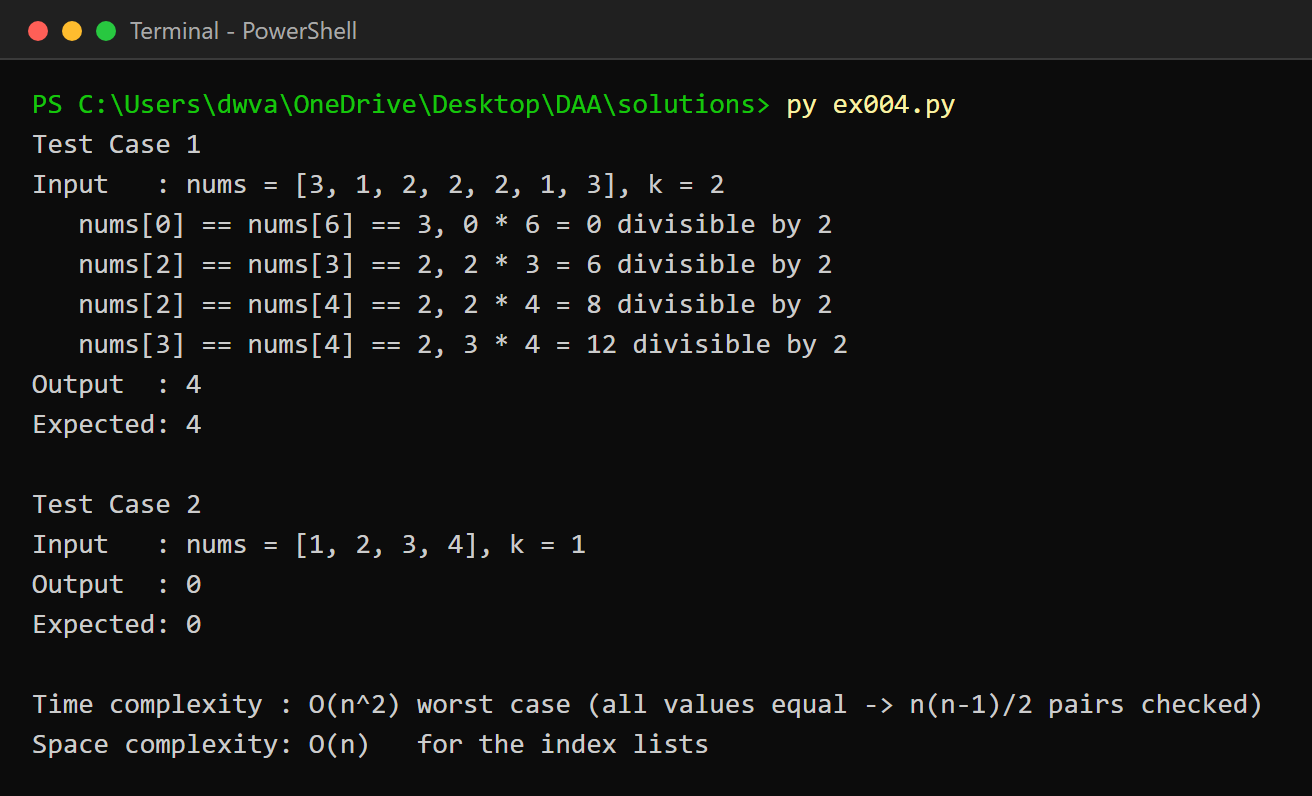 Terminal - PowerShell
PS C:\Users\dwva\OneDrive\Desktop\DAA\solutions> py ex004.py
Test Case 1
Input   : nums = [3, 1, 2, 2, 2, 1, 3], k = 2
   nums[0] == nums[6] == 3, 0 * 6 = 0 divisible by 2
   nums[2] == nums[3] == 2, 2 * 3 = 6 divisible by 2
   nums[2] == nums[4] == 2, 2 * 4 = 8 divisible by 2
   nums[3] == nums[4] == 2, 3 * 4 = 12 divisible by 2
Output  : 4
Expected: 4
Test Case 2
Input   : nums = [1, 2, 3, 4], k = 1
Output  : 0
Expected: 0
Time complexity : O(n^2) worst case (all values equal -> n(n-1)/2 pairs checked)
Space complexity: O(n)   for the index lists